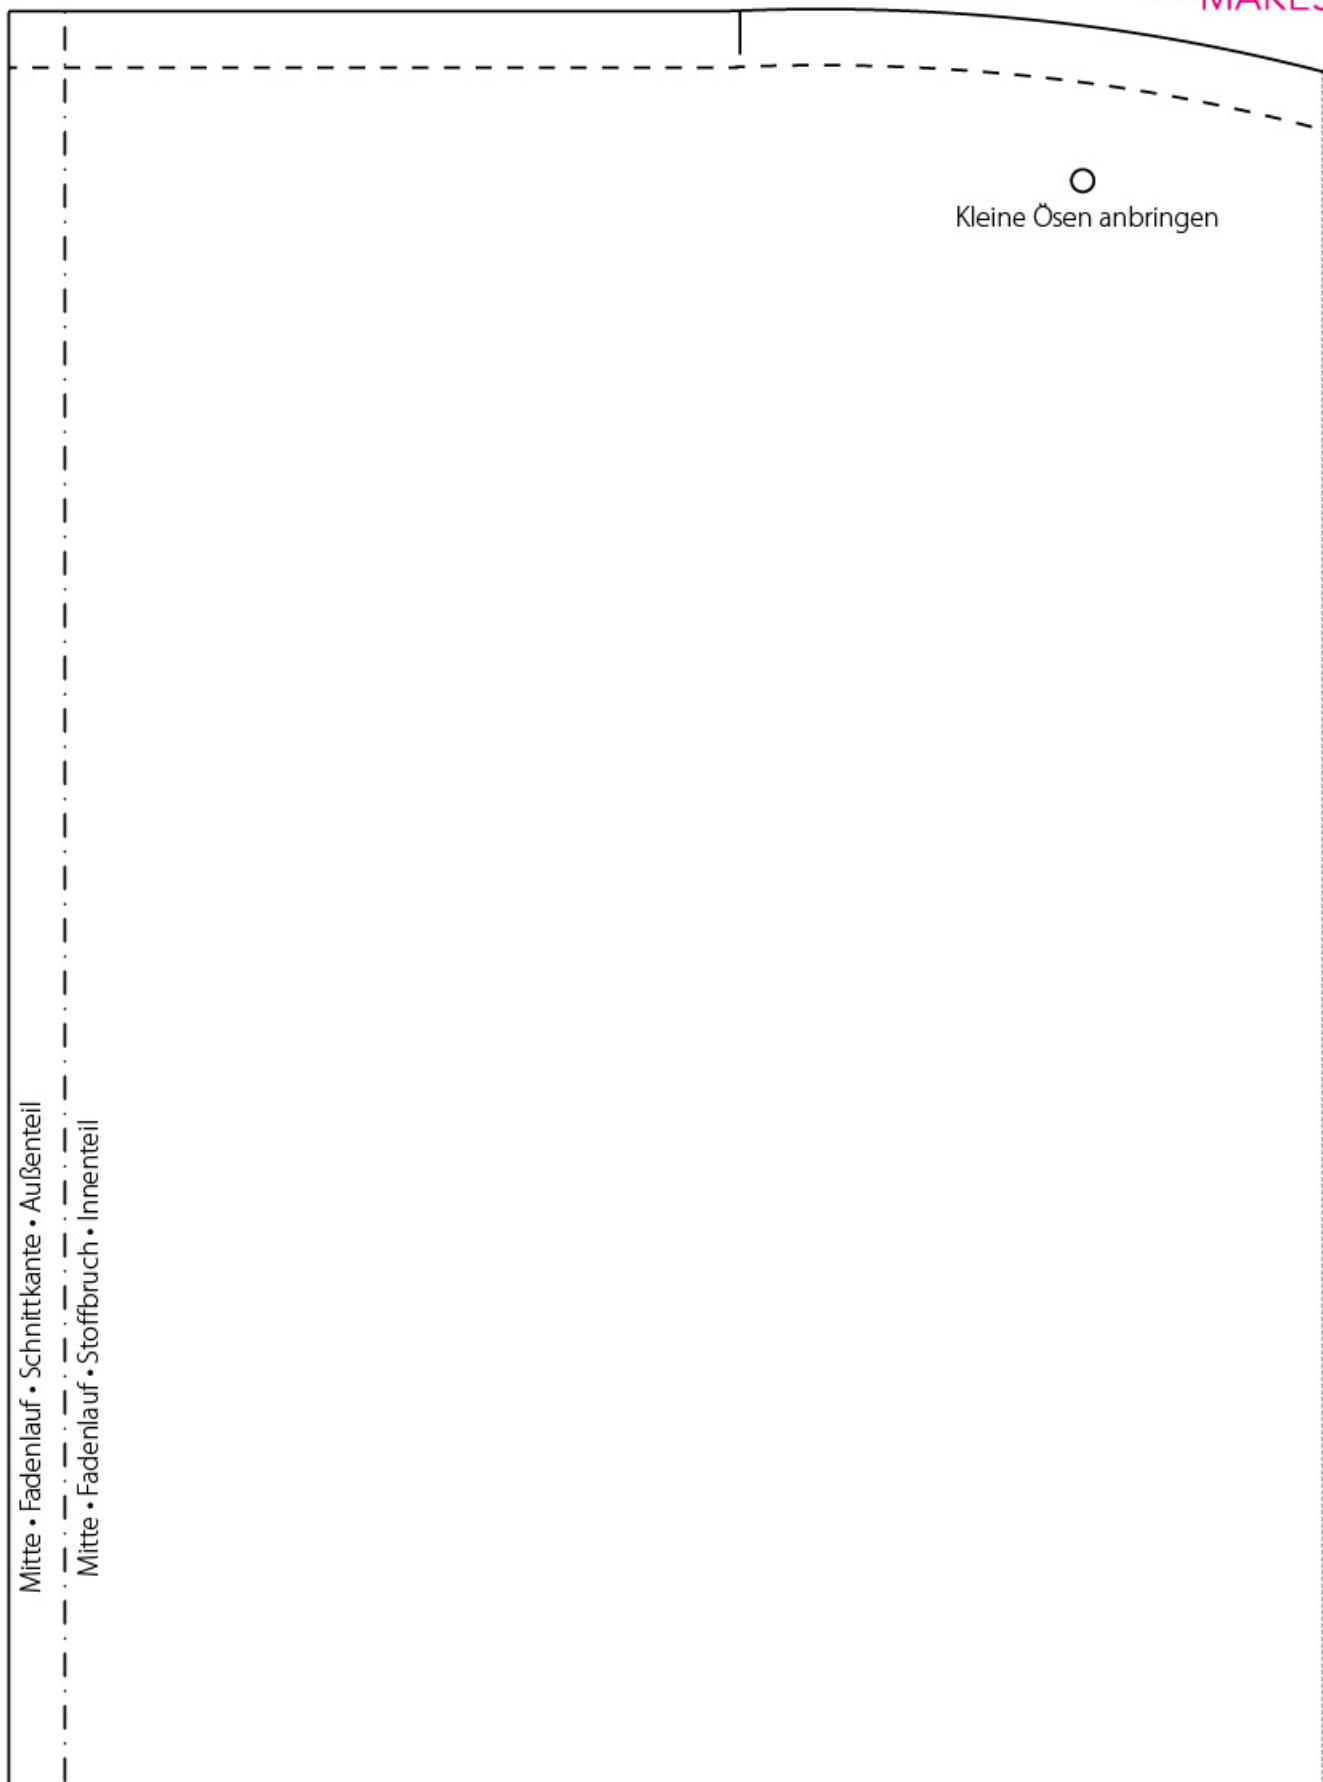 Kleine Ösen anbringen
Mitte • Fadenlauf • Schnittkante • Außenteil
Mitte • Fadenlauf • Stoffbruch • Innenteil